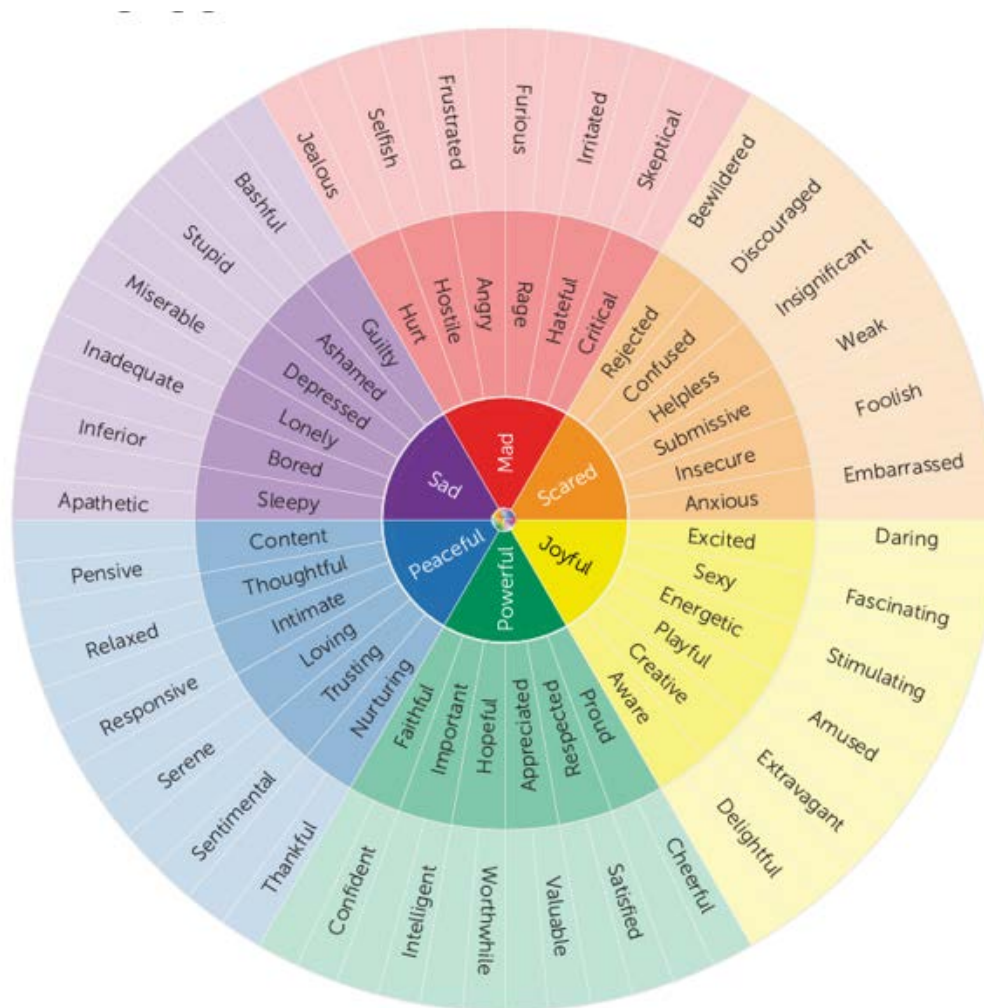 Mad
Scared
Joyful
Powerful
Peaceful
Sad
Hurt
Hostile
Angry
Rage
Hateful
Critical
Rejected
Confused
Helpless
Submissive
Insecure
Anxious
Excited
Sexy
Energetic
Playful
Creative
Aware
Proud
Respected
Appreciated
Hopeful
Important
Faithful
Nurturing
Trusting
Loving
Intimate
Thoughtful
Content
Sleepy
Bored
Lonely
Depressed
Ashamed
Guilty
Jealous
Selfish
Frustrated
Furious
Irritated
Skeptical
Bewildered
Discouraged
Insignificant
Weak
Foolish
Embarrassed
Daring
Fascinating
Stimulating
Amused
Extravagant
Delightful
Cheerful
Satisfied
Valuable
Worthwhile
Intelligent
Confident
Thankful
Sentimental
Serene
Responsive
Relaxed
Pensive
Apathetic
Inferior
Inadequate
Miserable
Stupid
Bashful